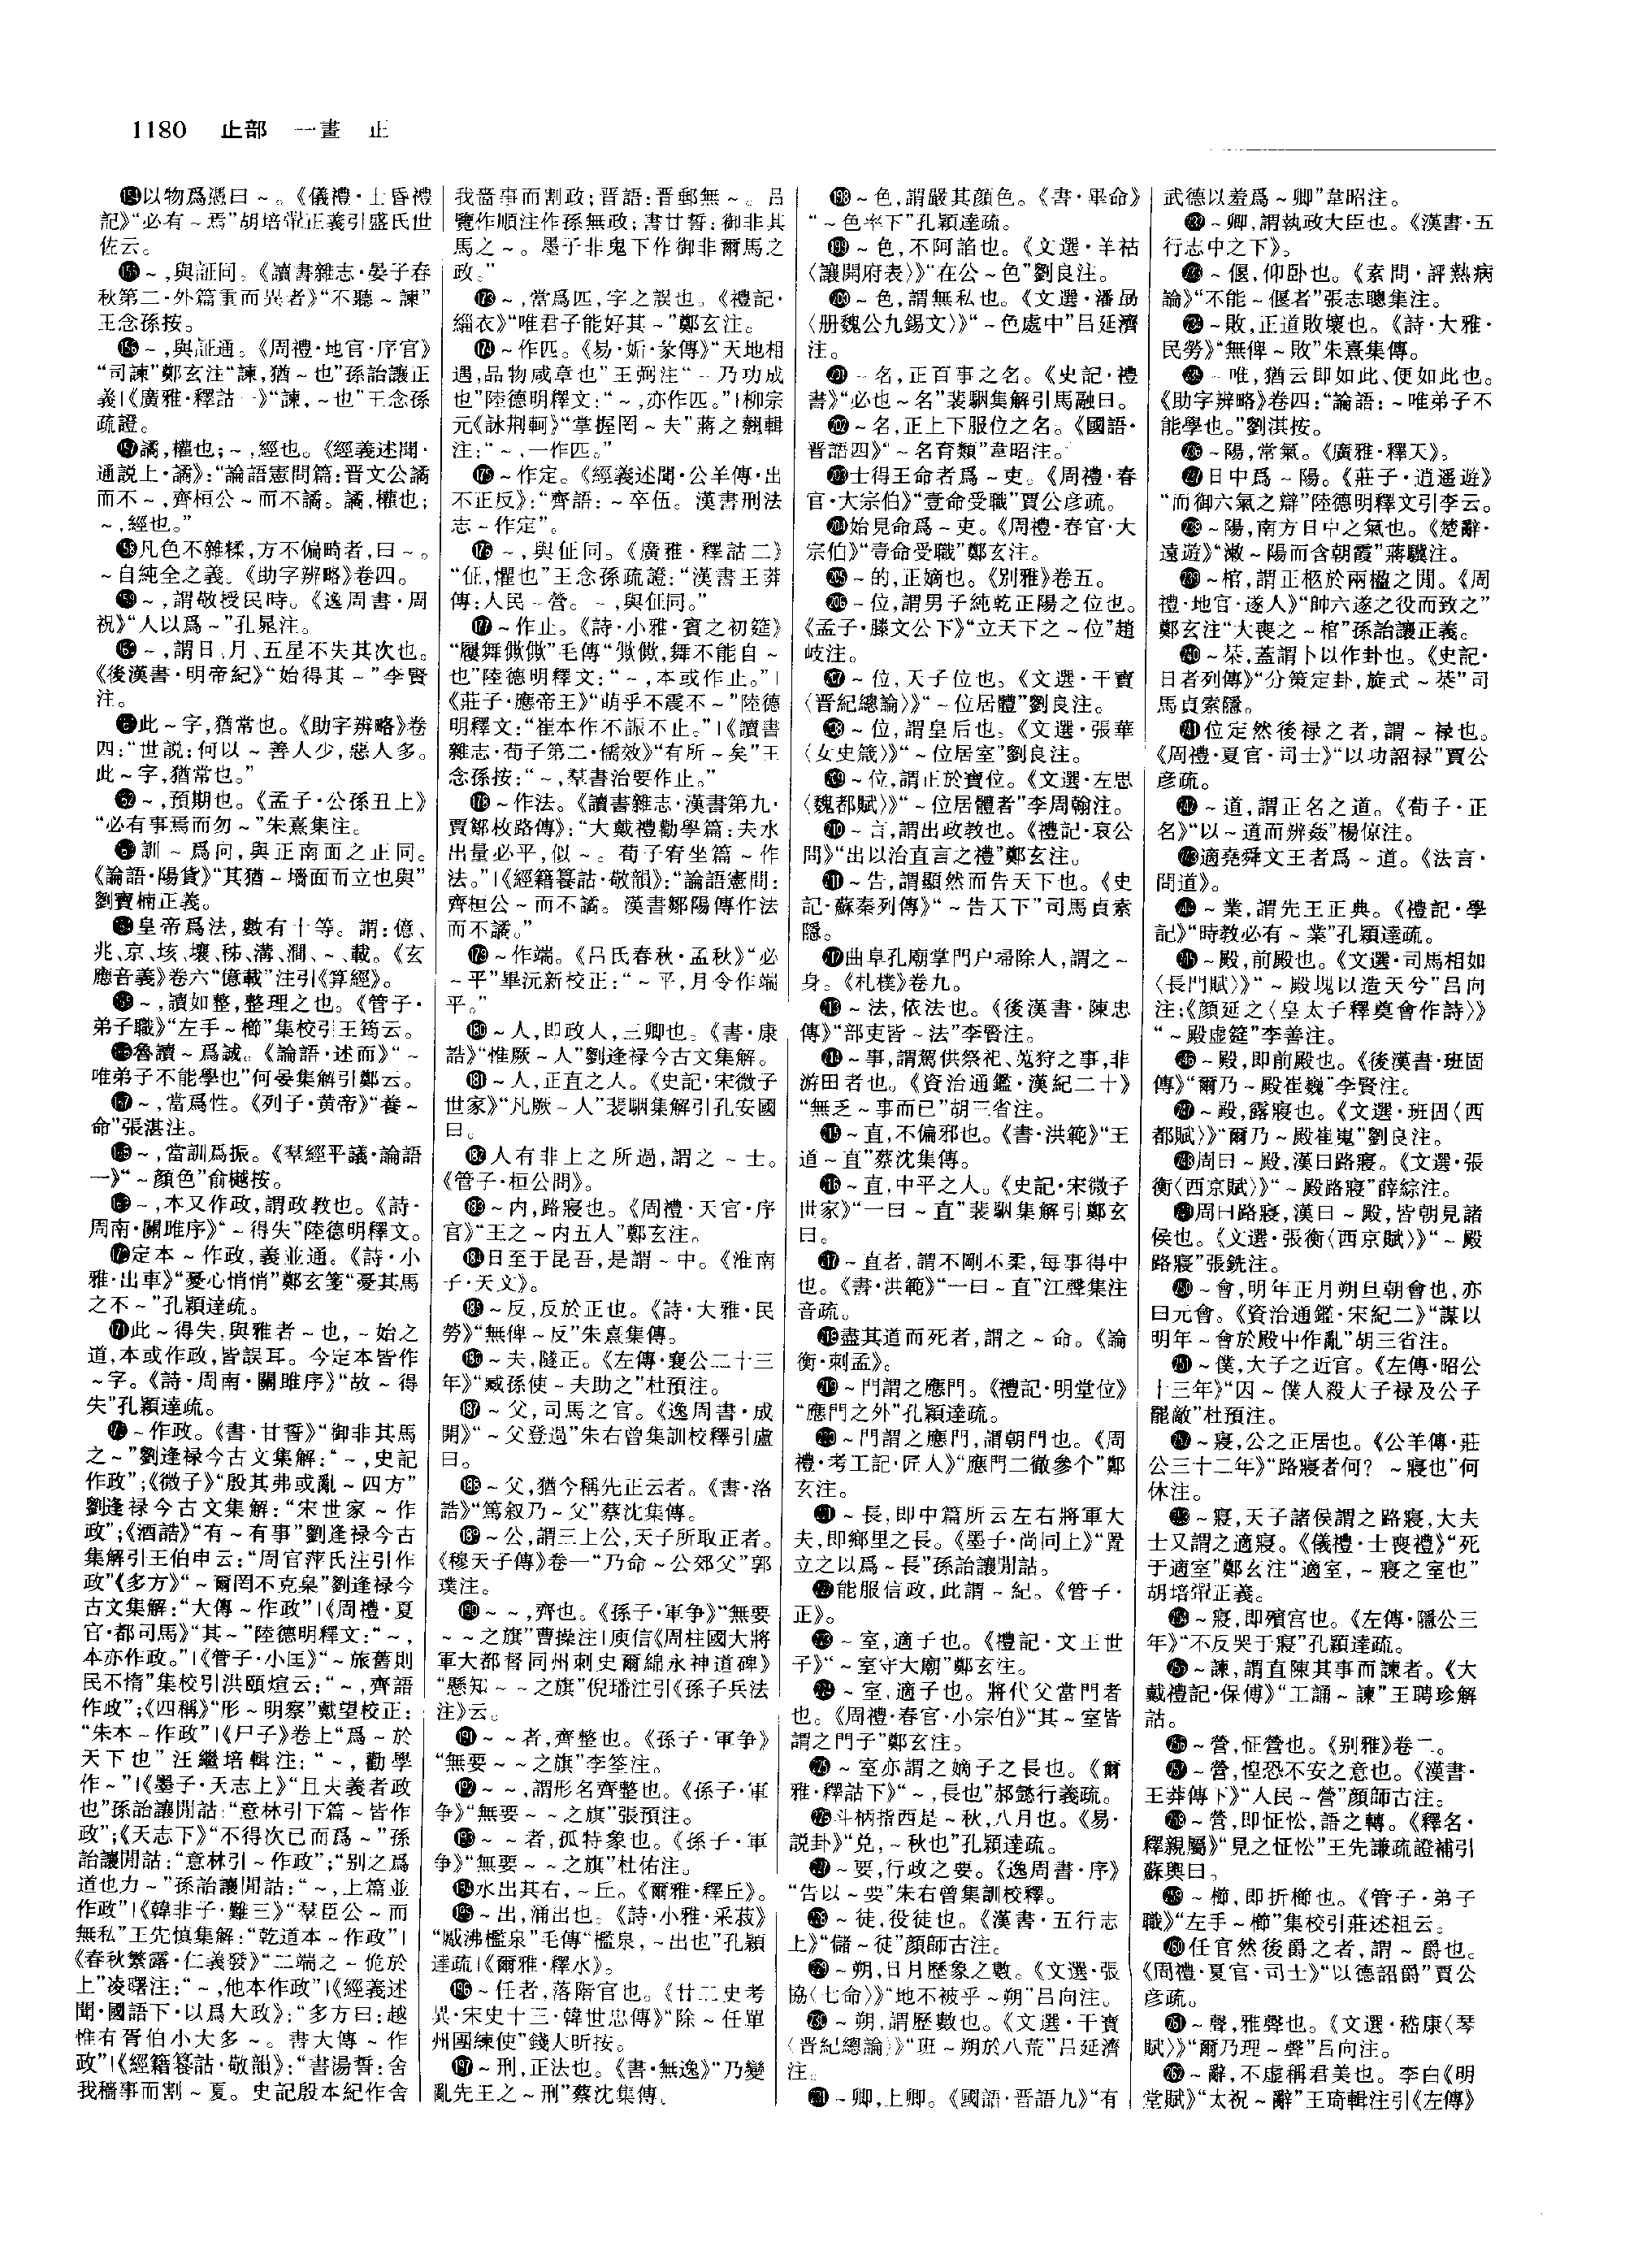 1180 止部 一畫 正
⓯以物爲憑曰～。《儀禮·士昏禮
記》“必有～焉”胡培翬正義引盛氏世
佐云。
～，與証同。《讀書雜志·晏子春
秋第二·外篇重而異者》“不聽～諫”
王念孫按。
～，與証通。《周禮·地官·序官》
“司諫”鄭玄注“諫，猶～也”孫詒讓正
義|《廣雅·釋詁一》“諫，～也”王念孫
疏證。
譎，權也；～，經也。《經義述聞·
通説上·譎》：“論語憲問篇：晋文公譎
而不～，齊桓公～而不譎。譎，權也；
～，經也。”
凡色不雜糅，方不偏畸者，曰～。
～自純全之義。《助字辨略》卷四。
～，謂敬授民時。《逸周書·周
祝》“人以爲～”孔晁注。
～，謂日、月、五星不失其次也。
《後漢書·明帝紀》“始得其～”李賢
注。
此～字，猶常也。《助字辨略》卷
四：“世説：何以～善人少，惡人多。
此～字，猶常也。”
～，預期也。《孟子·公孫丑上》
“必有事焉而勿～”朱熹集注。
訓～爲向，與正南面之正同。
《論語·陽貨》“其猶～墻面而立也與”
劉寶楠正義。
皇帝爲法，數有十等。謂：億、
兆、京、垓、壤、秭、溝、澗、～、載。《玄
應音義》卷六“億載”注引《算經》。
～，讀如整，整理之也。《管子·
弟子職》“左手～櫛”集校引王筠云。
魯讀～爲誠。《論語·述而》“～
唯弟子不能學也”何晏集解引鄭云。
～，當爲性。《列子·黄帝》“養～
命”張湛注。
～，當訓爲振。《羣經平議·論語
一》“～顏色”俞樾按。
～，本又作政，謂政教也。《詩·
周南·關雎序》“～得失”陸德明釋文。
定本～作政，義並通。《詩·小
雅·出車》“憂心悄悄”鄭玄箋“憂其馬
之不～”孔穎達疏。
此～得失，與雅者～也，～始之
道，本或作政，皆誤耳。今定本皆作
～字。《詩·周南·關雎序》“故～得
失”孔穎達疏。
～作政。《書·甘誓》“御非其馬
之～”劉逢禄今古文集解：“～，史記
作政”；《微子》“殷其弗或亂～四方”
劉逢禄今古文集解：“宋世家～作
政”；《酒誥》“有～有事”劉逢禄今古文
集解引王伯申云：“周官萍氏注引作
政”《多方》“～爾罔不克臬”劉逢禄今
古文集解：“大傳～作政”|《周禮·夏
官·都司馬》“其～”陸德明釋文：“～，
本亦作政。”|《管子·小匡》“～旅舊則
民不惰”集校引洪頤煊云：“～，齊語
作政”；《四稱》“形～明察”戴望校正：
“朱本～作政”|《尸子》卷上“爲～於
天下也”汪繼培輯注：“～，勸學
作～”|《墨子·天志上》“且夫義者政
也”孫詒讓閒詁：“意林引下篇～皆作
政”；《天志下》“不得次己而爲～”孫
詒讓閒詁：“意林引～作政”；“别之爲
道也力～”孫詒讓閒詁：“～，上篇並
作政”|《韓非子·難三》“羣臣公～而
無私”王先慎集解：“乾道本～作政”|
《春秋繁露·仁義發》“二端之～佹於
上”凌曙注：“～，他本作政”|《經義述
聞·國語下·以爲大政》：“多方曰：越
惟有胥伯小大多～。書大傳～作
政”|《經籍籑詁·敬韻》：“書湯誓：舍
我穡事而割～夏。史記殷本紀作舍
我嗇事而割政；晋語：晋郵無～。吕
覽作順注作孫無政；書甘誓：御非其
馬之～。墨子非鬼下作御非爾馬之
政。”
～，當爲匹，字之誤也。《禮記·
緇衣》“唯君子能好其～”鄭玄注。
～作匹。《易·姤·彖傳》“天地相
遇，品物咸章也”王弼注“～乃功成
也”陸德明釋文：“～，亦作匹。”|柳宗
元《詠荆軻》“掌握罔～夫”蔣之翹輯
注：“～，一作匹。”
～作定。《經義述聞·公羊傳·出
不正反》：“齊語：～卒伍。漢書刑法
志～作定”。
～，與怔同。《廣雅·釋詁二》
“怔，懼也”王念孫疏證：“漢書王莽
傳：人民～營。～，與怔同。”
～作止。《詩·小雅·賓之初筵》
“屢舞僛僛”毛傳“僛僛，舞不能自～
也”陸德明釋文：“～，本或作止。”|
《莊子·應帝王》“萌乎不震不～”陸德
明釋文：“崔本作不誫不止。”|《讀書
雜志·荀子第二·儒效》“有所～矣”王
念孫按：“～，羣書治要作止。”
～作法。《讀書雜志·漢書第九·
賈鄒枚路傳》：“大戴禮勸學篇：夫水
出量必平，似～。荀子宥坐篇～作
法。”|《經籍籑詁·敬韻》：“論語憲問：
齊桓公～而不譎。漢書鄒陽傳作法
而不譎。”
～作端。《吕氏春秋·孟秋》“必
～平”畢沅新校正：“～平，月令作端
平。”
～人，即政人，三卿也。《書·康
誥》“惟厥～人”劉逢禄今古文集解。
～人，正直之人。《史記·宋微子
世家》“凡厥～人”裴駰集解引孔安國
曰。
人有非上之所過，謂之～士。
《管子·桓公問》。
～内，路寢也。《周禮·天官·序
官》“王之～内五人”鄭玄注。
日至于昆吾，是謂～中。《淮南
子·天文》。
～反，反於正也。《詩·大雅·民
勞》“無俾～反”朱熹集傳。
～夫，隧正。《左傳·襄公二十三
年》“臧孫使～夫助之”杜預注。
～父，司馬之官。《逸周書·成
開》“～父登過”朱右曾集訓校釋引盧
曰。
～父，猶今稱先正云者。《書·洛
誥》“篤叙乃～父”蔡沈集傳。
～公，謂三上公，天子所取正者。
《穆天子傳》卷一“乃命～公郊父”郭
璞注。
～～，齊也。《孫子·軍争》“無要
～～之旗”曹操注|庾信《周柱國大將
軍大都督同州刺史爾綿永神道碑》
“懸知～～之旗”倪璠注引《孫子兵法
注》云。
～～者，齊整也。《孫子·軍争》
“無要～～之旗”李筌注。
～～，謂形名齊整也。《孫子·軍
争》“無要～～之旗”張預注。
～～者，孤特象也。《孫子·軍
争》“無要～～之旗”杜佑注。
水出其右，～丘。《爾雅·釋丘》。
～出，涌出也。《詩·小雅·采菽》
“觱沸檻泉”毛傳“檻泉，～出也”孔穎
達疏|《爾雅·釋水》。
～任者，落階官也。《廿二史考
異·宋史十三·韓世忠傳》“除～任單
州團練使”錢大昕按。
～刑，正法也。《書·無逸》“乃變
亂先王之～刑”蔡沈集傳。
～色，謂嚴其顏色。《書·畢命》
“～色率下”孔穎達疏。
～色，不阿諂也。《文選·羊祜
〈讓開府表〉》“在公～色”劉良注。
～色，謂無私也。《文選·潘勗
〈册魏公九錫文〉》“～色處中”吕延濟
注。
～名，正百事之名。《史記·禮
書》“必也～名”裴駰集解引馬融曰。
～名，正上下服位之名。《國語·
晋語四》“～名育類”韋昭注。
士得王命者爲～吏。《周禮·春
官·大宗伯》“壹命受職”賈公彦疏。
始見命爲～吏。《周禮·春官·大
宗伯》“壹命受職”鄭玄注。
～的，正嫡也。《别雅》卷五。
～位，謂男子純乾正陽之位也。
《孟子·滕文公下》“立天下之～位”趙
岐注。
～位，天子位也。《文選·干寶
〈晋紀總論〉》“～位居體”劉良注。
～位，謂皇后也。《文選·張華
〈女史箴〉》“～位居室”劉良注。
～位，謂正於寶位。《文選·左思
〈魏都賦〉》“～位居體者”李周翰注。
～言，謂出政教也。《禮記·哀公
問》“出以治直言之禮”鄭玄注。
～告，謂顯然而告天下也。《史
記·蘇秦列傳》“～告天下”司馬貞索
隱。
曲阜孔廟掌門户埽除人，謂之～
身。《札樸》卷九。
～法，依法也。《後漢書·陳忠
傳》“部吏皆～法”李賢注。
～事，謂駕供祭祀、蒐狩之事，非
游田者也。《資治通鑑·漢紀二十》
“無乏～事而已”胡三省注。
～直，不偏邪也。《書·洪範》“王
道～直”蔡沈集傳。
～直，中平之人。《史記·宋微子
世家》“一曰～直”裴駰集解引鄭玄
曰。
～直者，謂不剛不柔，每事得中
也。《書·洪範》“一曰～直”江聲集注
音疏。
盡其道而死者，謂之～命。《論
衡·刺孟》。
～門謂之應門。《禮記·明堂位》
“應門之外”孔穎達疏。
～門謂之應門，謂朝門也。《周
禮·考工記·匠人》“應門二徹參个”鄭
玄注。
～長，即中篇所云左右將軍大
夫，即鄉里之長。《墨子·尚同上》“置
立之以爲～長”孫詒讓閒詁。
能服信政，此謂～紀。《管子·
正》。
～室，適子也。《禮記·文王世
子》“～室守大廟”鄭玄注。
～室，適子也。將代父當門者
也。《周禮·春官·小宗伯》“其～室皆
謂之門子”鄭玄注。
～室亦謂之嫡子之長也。《爾
雅·釋詁下》“～，長也”郝懿行義疏。
斗柄指西是～秋，八月也。《易·
説卦》“兑，～秋也”孔穎達疏。
～要，行政之要。《逸周書·序》
“告以～要”朱右曾集訓校釋。
～徒，役徒也。《漢書·五行志
上》“儲～徒”顏師古注。
～朔，日月歷象之數。《文選·張
協〈七命〉》“地不被乎～朔”吕向注。
～朔，謂歷數也。《文選·干寶
〈晋紀總論〉》“班～朔於八荒”吕延濟
注。
～卿，上卿。《國語·晋語九》“有
武德以羞爲～卿”韋昭注。
～卿，謂執政大臣也。《漢書·五
行志中之下》。
～偃，仰卧也。《素問·評熱病
論》“不能～偃者”張志聰集注。
～敗，正道敗壞也。《詩·大雅·
民勞》“無俾～敗”朱熹集傳。
～唯，猶云即如此、便如此也。
《助字辨略》卷四：“論語：～唯弟子不
能學也。”劉淇按。
～陽，常氣。《廣雅·釋天》。
日中爲～陽。《莊子·逍遥遊》
“而御六氣之辯”陸德明釋文引李云。
～陽，南方日中之氣也。《楚辭·
遠遊》“漱～陽而含朝霞”蔣驥注。
～棺，謂正柩於兩楹之間。《周
禮·地官·遂人》“帥六遂之役而致之”
鄭玄注“大喪之～棺”孫詒讓正義。
～棊，蓋謂卜以作卦也。《史記·
日者列傳》“分策定卦，旋式～棊”司
馬貞索隱。
位定然後禄之者，謂～禄也。
《周禮·夏官·司士》“以功詔禄”賈公
彦疏。
～道，謂正名之道。《荀子·正
名》“以～道而辨姦”楊倞注。
適堯舜文王者爲～道。《法言·
問道》。
～業，謂先王正典。《禮記·學
記》“時教必有～業”孔穎達疏。
～殿，前殿也。《文選·司馬相如
〈長門賦〉》“～殿塊以造天兮”吕向
注；《顏延之〈皇太子釋奠會作詩〉》
“～殿虚筵”李善注。
～殿，即前殿也。《後漢書·班固
傳》“爾乃～殿崔巍”李賢注。
～殿，露寢也。《文選·班固〈西
都賦〉》“爾乃～殿崔嵬”劉良注。
周曰～殿，漢曰路寢。《文選·張
衡〈西京賦〉》“～殿路寢”薛綜注。
周曰路寢，漢曰～殿，皆朝見諸
侯也。《文選·張衡〈西京賦〉》“～殿
路寢”張銑注。
～會，明年正月朔旦朝會也，亦
曰元會。《資治通鑑·宋紀二》“謀以
明年～會於殿中作亂”胡三省注。
～僕，大子之近官。《左傳·昭公
十三年》“因～僕人殺大子禄及公子
罷敵”杜預注。
～寢，公之正居也。《公羊傳·莊
公三十二年》“路寢者何？～寢也”何
休注。
～寢，天子諸侯謂之路寢，大夫
士又謂之適寢。《儀禮·士喪禮》“死
于適室”鄭玄注“適室，～寢之室也”
胡培翬正義。
～寢，即殯宫也。《左傳·隱公三
年》“不反哭于寢”孔穎達疏。
～諫，謂直陳其事而諫者。《大
戴禮記·保傅》“工誦～諫”王聘珍解
詁。
～營，怔營也。《别雅》卷二。
～營，惶恐不安之意也。《漢書·
王莽傳下》“人民～營”顏師古注。
～營，即怔忪，語之轉。《釋名·
釋親屬》“見之怔忪”王先謙疏證補引
蘇輿曰。
～櫛，即折櫛也。《管子·弟子
職》“左手～櫛”集校引莊述祖云。
任官然後爵之者，謂～爵也。
《周禮·夏官·司士》“以德詔爵”賈公
彦疏。
～聲，雅聲也。《文選·嵇康〈琴
賦〉》“爾乃理～聲”吕向注。
～辭，不虚稱君美也。李白《明
堂賦》“太祝～辭”王琦輯注引《左傳》